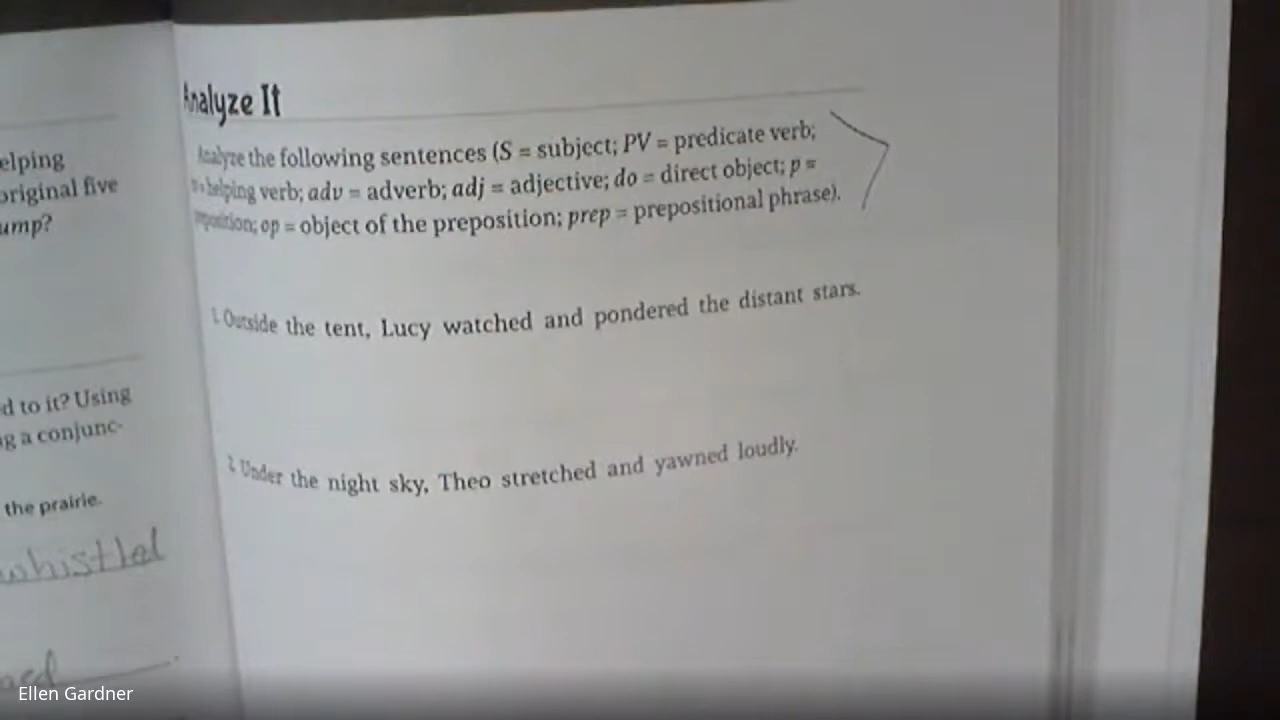 Analyze It
Analyze the following sentences (S = subject; PV = predicate verb;
helping verb; adv = adverb; adj = adjective; do = direct object; p =
op = object of the preposition; prep = prepositional phrase).
1. Outside the tent, Lucy watched and pondered the distant stars.
2. Under the night sky, Theo stretched and yawned loudly.
elping
original five
ump?
d to it? Using
g a conjunc-
the prairie.
whistled
Ellen Gardner